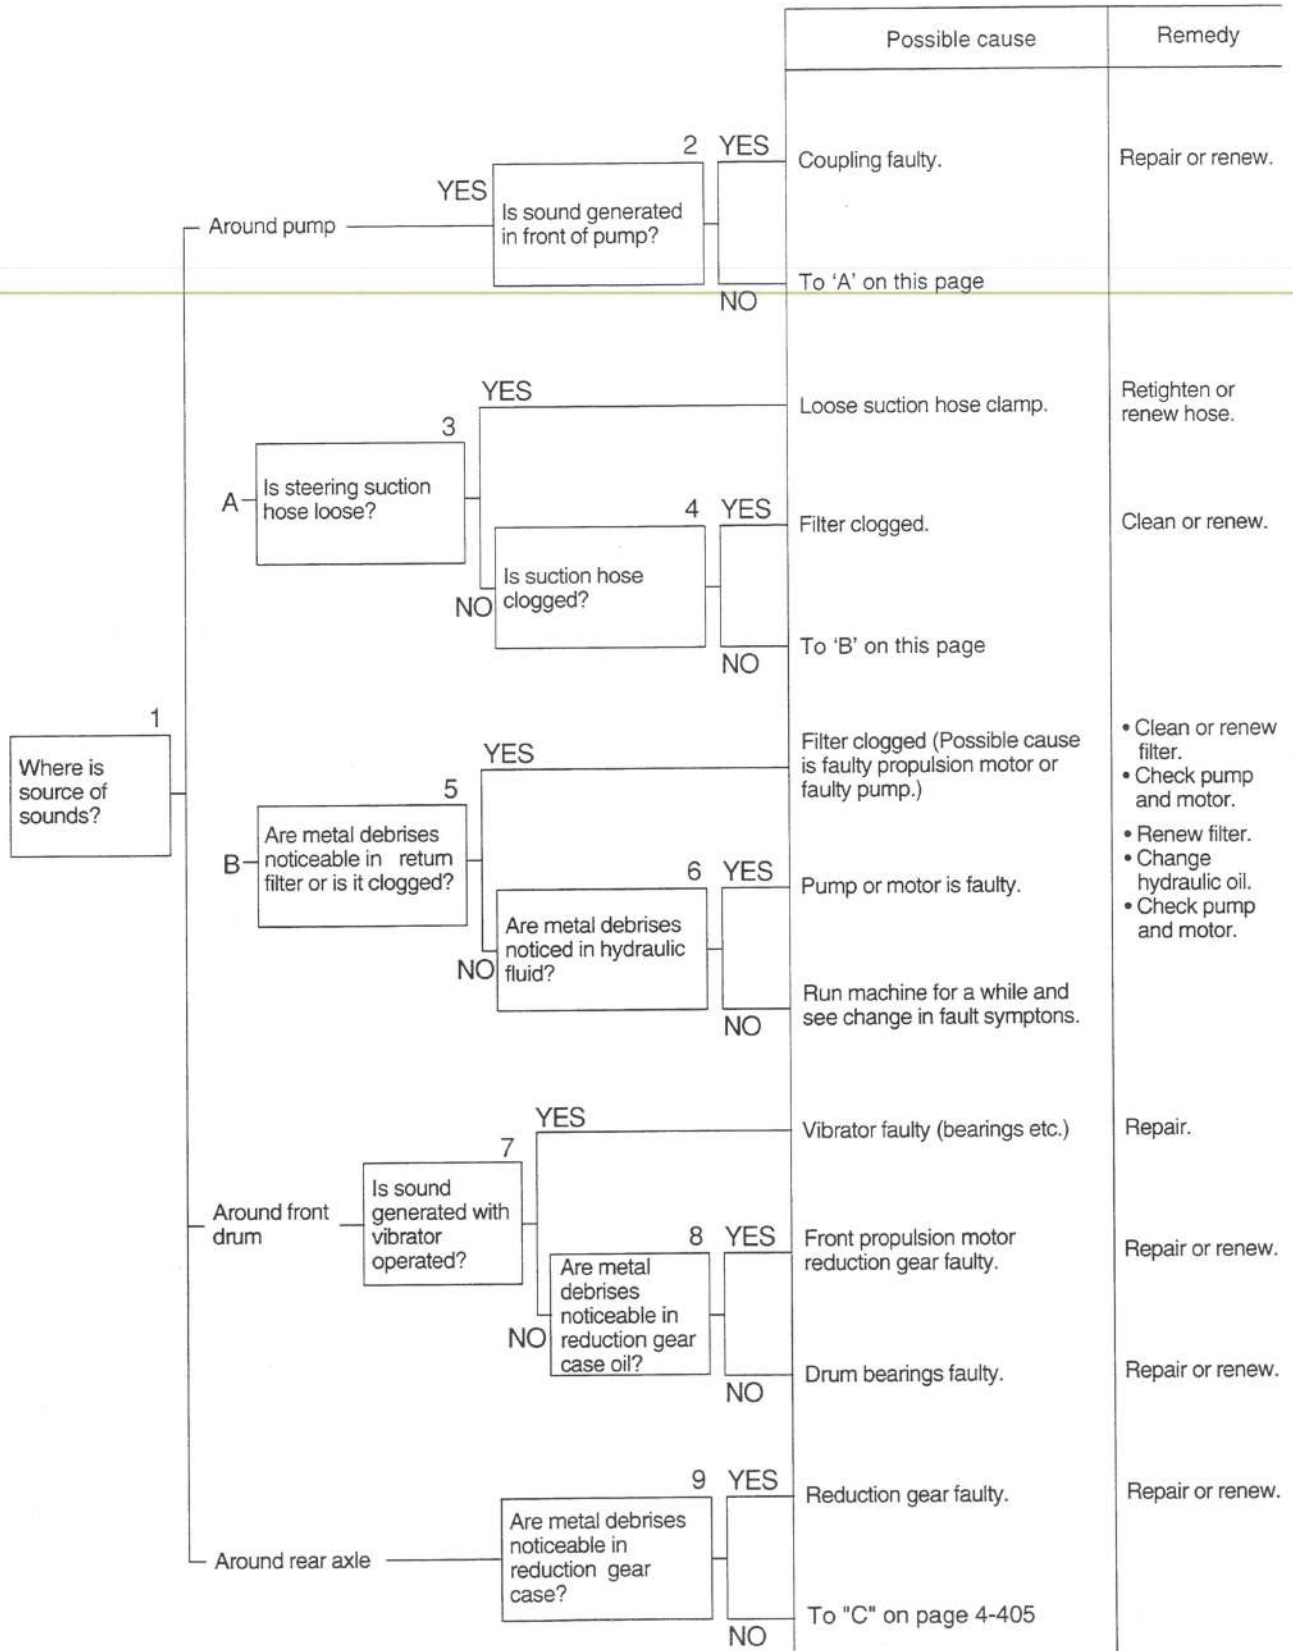 Possible cause
Remedy
2 YES
Coupling faulty.
Repair or renew.
YES
Is sound generated
in front of pump?
Around pump
To 'A' on this page
NO
YES
Loose suction hose clamp.
Retighten or
renew hose.
3
A
Is steering suction
hose loose?
4 YES
Filter clogged.
Clean or renew.
NO
Is suction hose
clogged?
To 'B' on this page
NO
1
Where is
source of
sounds?
YES
Filter clogged (Possible cause
is faulty propulsion motor or
faulty pump.)
• Clean or renew
filter.
• Check pump
and motor.
5
B
Are metal debrises
noticeable in return
filter or is it clogged?
6 YES
Pump or motor is faulty.
• Renew filter.
• Change
hydraulic oil.
• Check pump
and motor.
NO
Are metal debrises
noticed in hydraulic
fluid?
Run machine for a while and
see change in fault symptons.
NO
YES
Vibrator faulty (bearings etc.)
Repair.
7
Around front
drum
Is sound
generated with
vibrator
operated?
8 YES
Front propulsion motor
reduction gear faulty.
Repair or renew.
NO
Are metal
debrises
noticeable in
reduction gear
case oil?
Drum bearings faulty.
Repair or renew.
NO
9 YES
Reduction gear faulty.
Repair or renew.
Around rear axle
Are metal debrises
noticeable in
reduction gear
case?
To "C" on page 4-405
NO